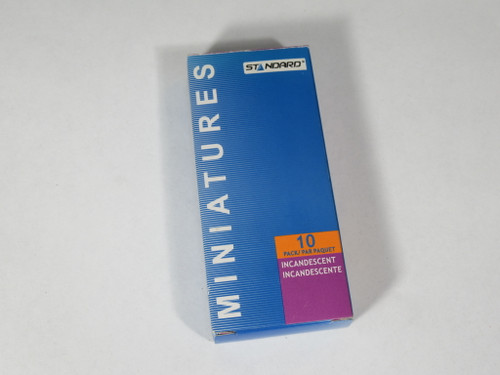 STANDARD®
MINIATURES
10
PACK/ PAR PAQUET
INCANDESCENT
INCANDESCENTE